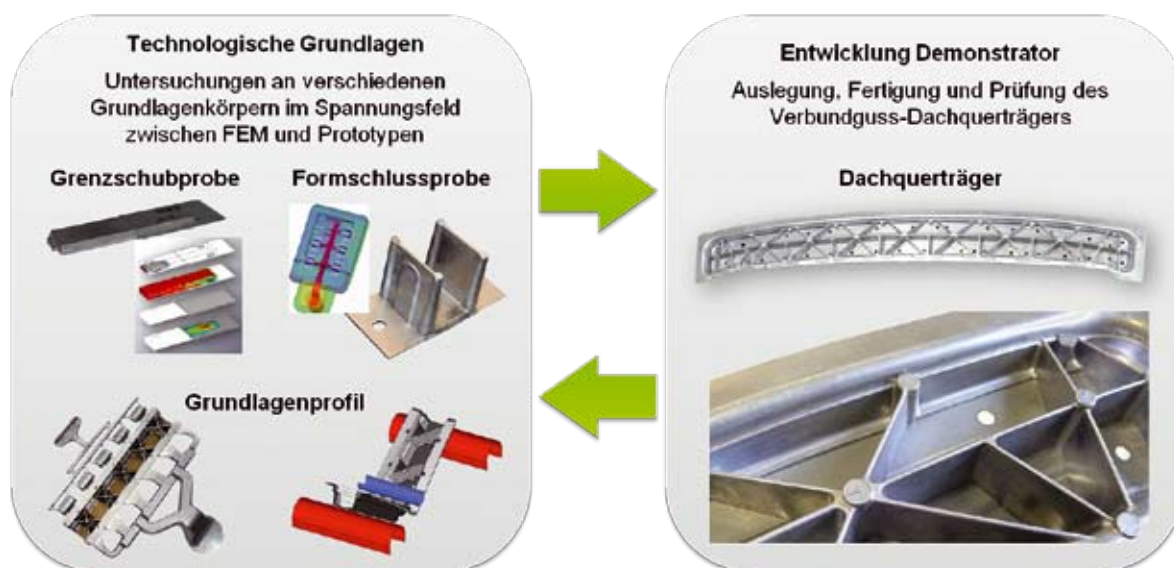 Technologische Grundlagen
Untersuchungen an verschiedenen
Grundlagenkörpern im Spannungsfeld
zwischen FEM und Prototypen
Grenzschubprobe
Formschlussprobe
Grundlagenprofil
Entwicklung Demonstrator
Auslegung, Fertigung und Prüfung des
Verbundguss-Dachquerträgers
Dachquerträger